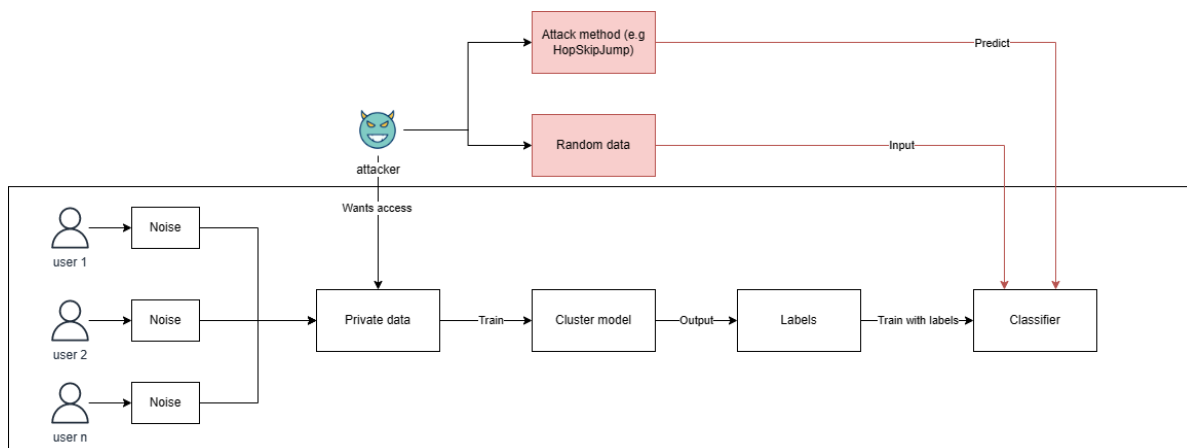 Attack method (e.g
HopSkipJump)
Predict
Random data
Input
attacker
Wants access
Noise
user 1
Noise
user 2
Private data
Train
Cluster model
Output
Labels
Train with labels
Classifier
Noise
user n